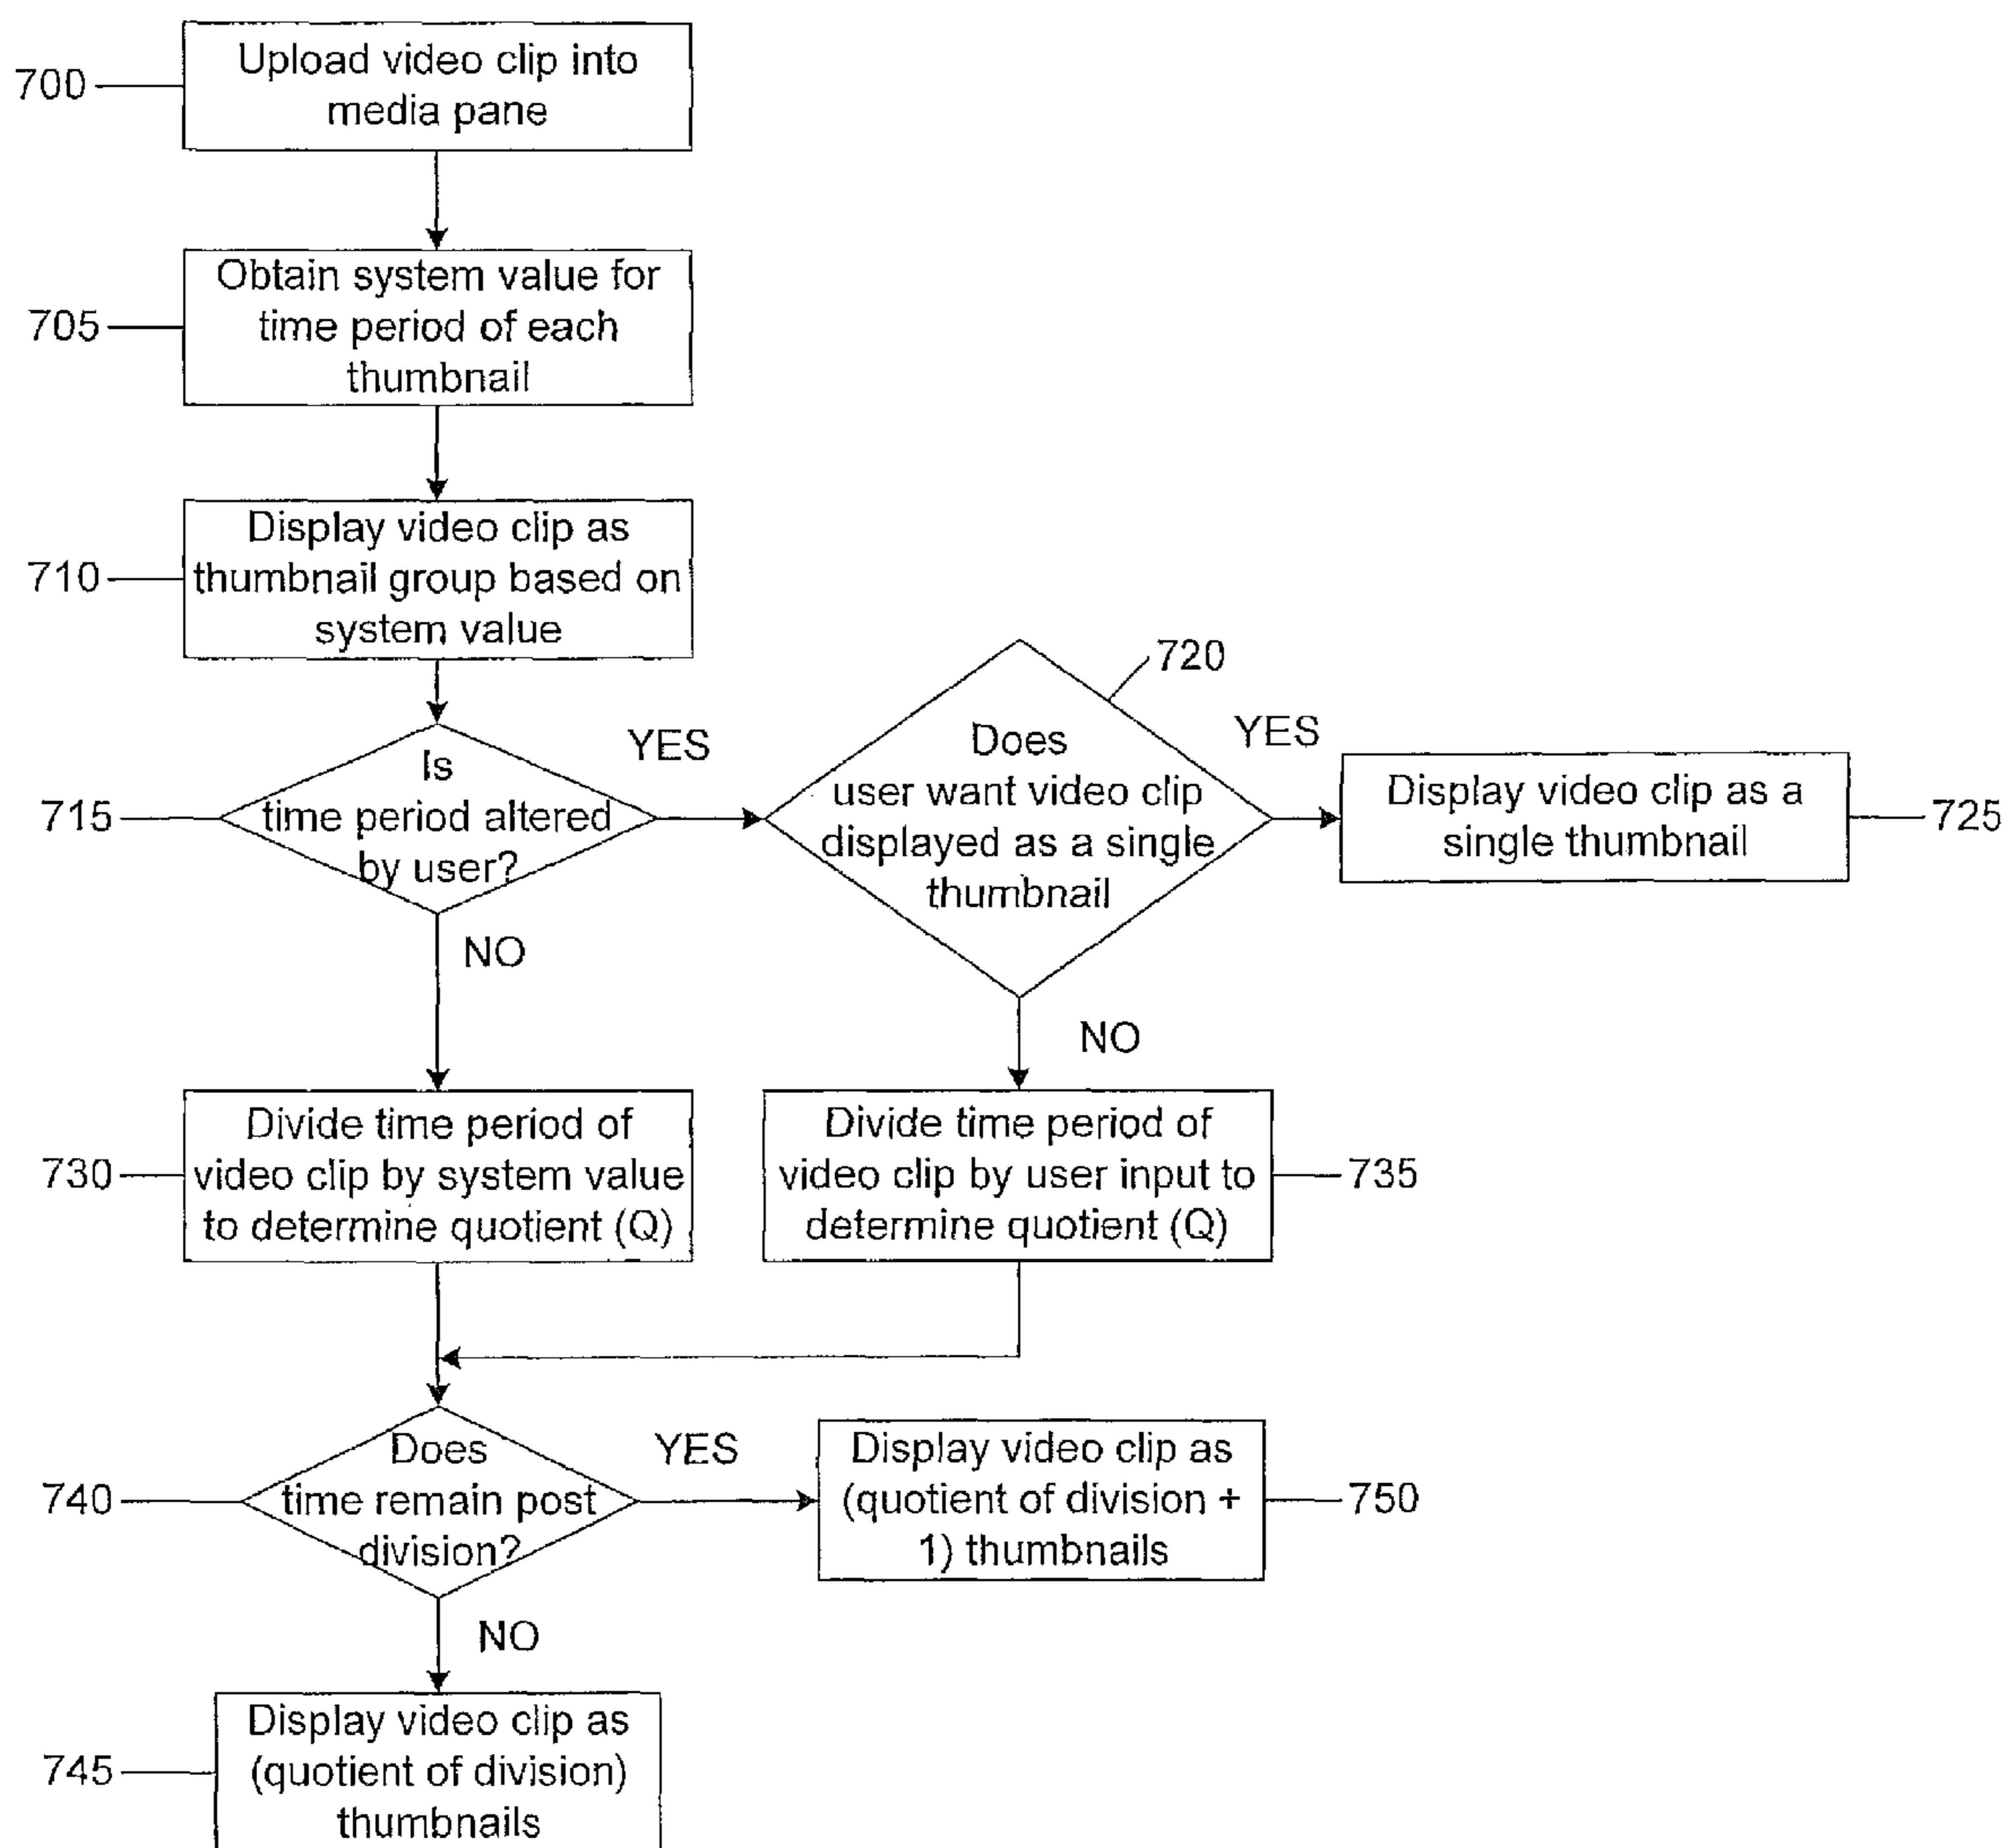 700
Upload video clip into
media pane
705
Obtain system value for
time period of each
thumbnail
710
Display video clip as
thumbnail group based on
system value
715
Is
time period altered
by user?
YES
NO
720
Does
user want video clip
displayed as a single
thumbnail
YES
NO
Display video clip as a
single thumbnail
725
730
Divide time period of
video clip by system value
to determine quotient (Q)
Divide time period of
video clip by user input to
determine quotient (Q)
735
740
Does
time remain post
division?
YES
NO
Display video clip as
(quotient of division +
1) thumbnails
750
745
Display video clip as
(quotient of division)
thumbnails